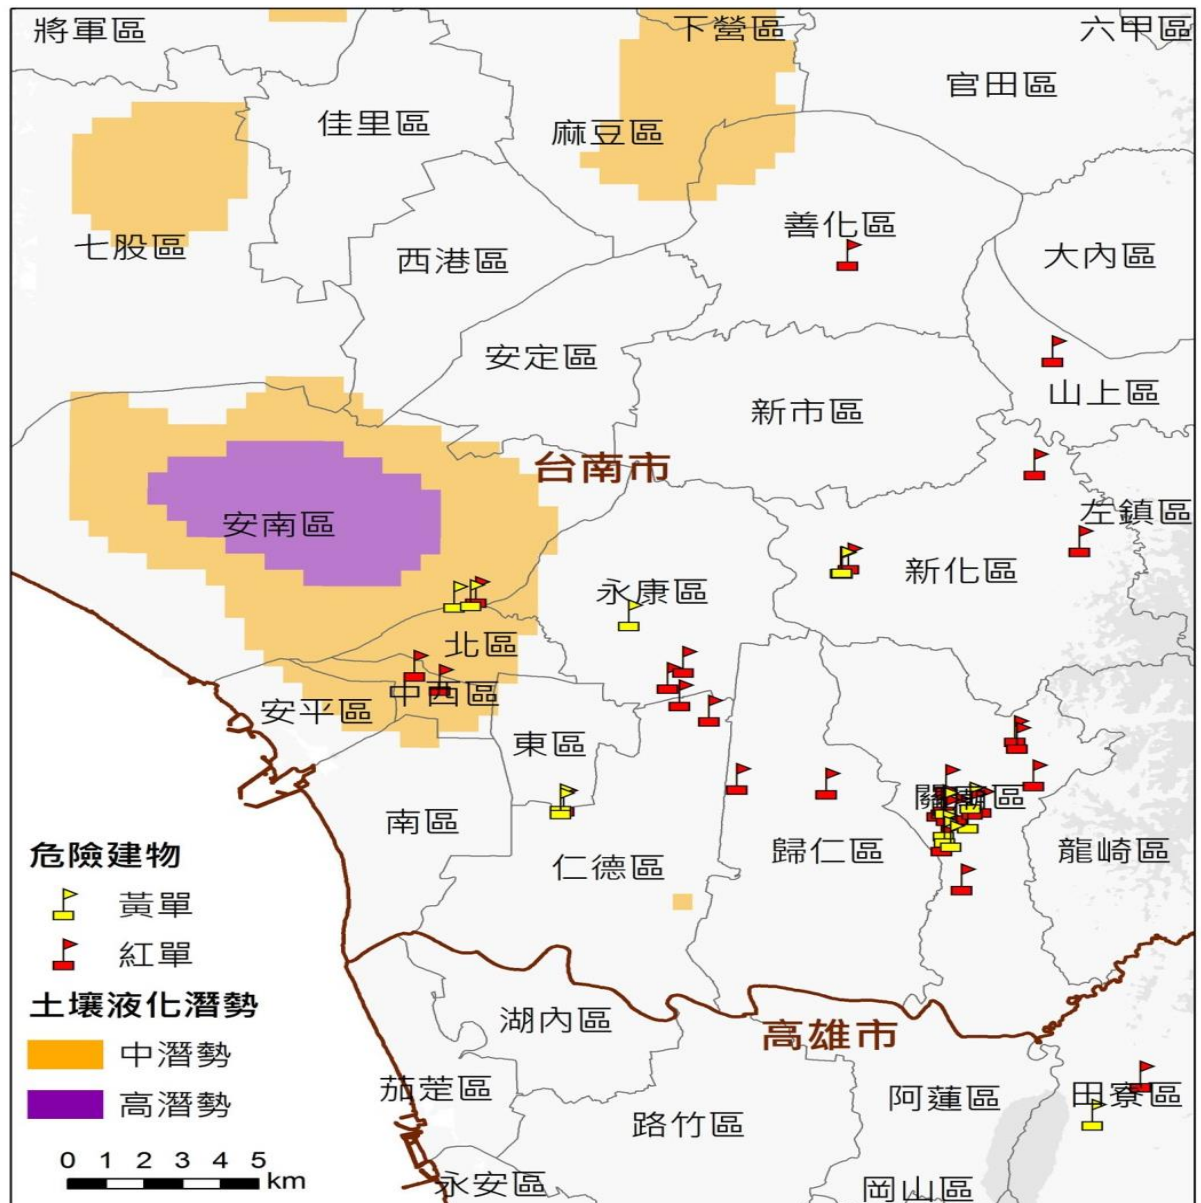 將軍區
下營區
六甲區
官田區
佳里區
麻豆區
善化區
七股區
西港區
大內區
安定區
山上區
新市區
台南市
安南區
左鎮區
新化區
永康區
北區
中西區
安平區
東區
關廟區
南區
歸仁區
龍崎區
仁德區
危險建物
黃單
紅單
土壤液化潛勢
中潛勢
高潛勢
湖內區
高雄市
茄萣區
阿蓮區
田寮區
路竹區
永安區
岡山區
0 1 2 3 4 5
km